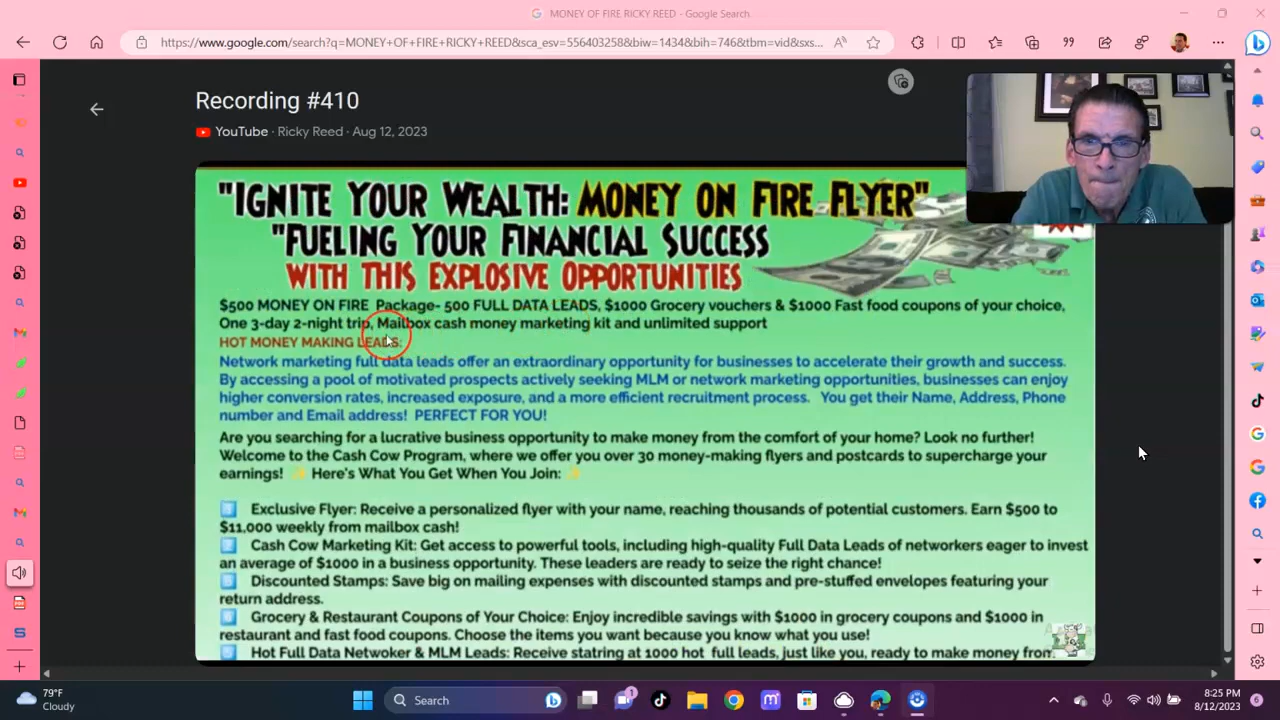 MONEY OF FIRE RICKY REED - Google Search
https://www.google.com/search?q=MONEY+OF+FIRE+RICKY+REED&sca_esv=556403258&biw=1434&bih=746&tbm=vid&sxs...
Recording #410
YouTube · Ricky Reed · Aug 12, 2023
"IGNITE YOUR WEALTH: MONEY ON FIRE FLYER"
"FUELING YOUR FINANCIAL SUCCESS
WITH THIS EXPLOSIVE OPPORTUNITIES
$500 MONEY ON FIRE Package- 500 FULL DATA LEADS, $1000 Grocery vouchers & $1000 Fast food coupons of your choice,
One 3-day 2-night trip, Mailbox cash money marketing kit and unlimited support
HOT MONEY MAKING LEADS:
Network marketing full data leads offer an extraordinary opportunity for businesses to accelerate their growth and success.
By accessing a pool of motivated prospects actively seeking MLM or network marketing opportunities, businesses can enjoy
higher conversion rates, increased exposure, and a more efficient recruitment process. You get their Name, Address, Phone
number and Email address! PERFECT FOR YOU!
Are you searching for a lucrative business opportunity to make money from the comfort of your home? Look no further!
Welcome to the Cash Cow Program, where we offer you over 30 money-making flyers and postcards to supercharge your
earnings! ✨ Here's What You Get When You Join: ✨
Exclusive Flyer: Receive a personalized flyer with your name, reaching thousands of potential customers. Earn $500 to
$11,000 weekly from mailbox cash!
Cash Cow Marketing Kit: Get access to powerful tools, including high-quality Full Data Leads of networkers eager to invest
an average of $1000 in a business opportunity. These leaders are ready to seize the right chance!
Discounted Stamps: Save big on mailing expenses with discounted stamps and pre-stuffed envelopes featuring your
return address.
Grocery & Restaurant Coupons of Your Choice: Enjoy incredible savings with $1000 in grocery coupons and $1000 in
restaurant and fast food coupons. Choose the items you want because you know what you use!
Hot Full Data Netwoker & MLM Leads: Receive statring at 1000 hot full leads, just like you, ready to make money from
79°F
Cloudy
Search
1
8:25 PM
8/12/2023
6